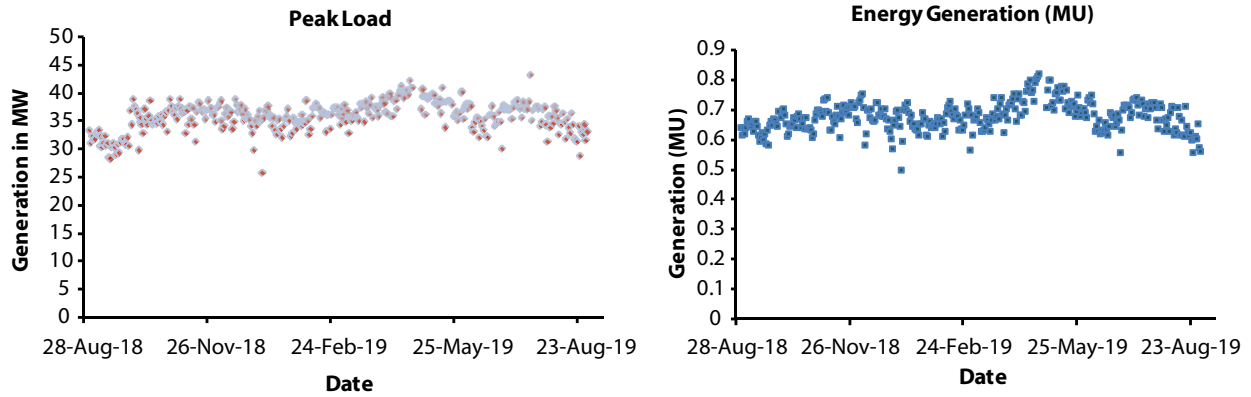 Peak Load
Generation in MW
50
45
40
35
30
25
20
15
10
5
0
28-Aug-18 26-Nov-18 24-Feb-19 25-May-19 23-Aug-19
Date
Energy Generation (MU)
Generation (MU)
0.9
0.8
0.7
0.6
0.5
0.4
0.3
0.2
0.1
0
28-Aug-18 26-Nov-18 24-Feb-19 25-May-19 23-Aug-19
Date